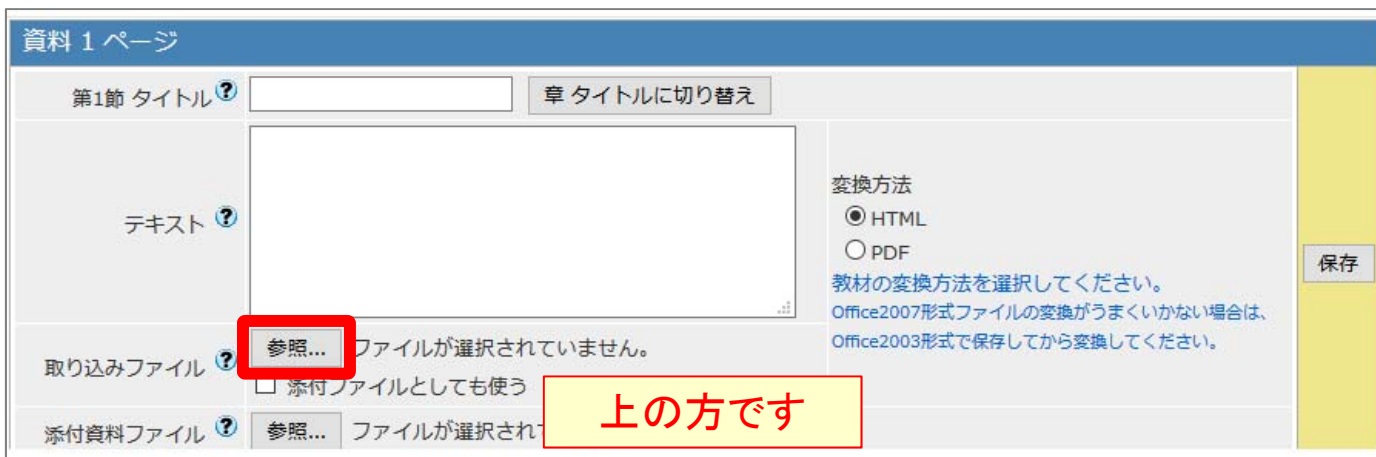 資料 1 ページ
第1節 タイトル ?
章 タイトルに切り替え
テキスト ?
変換方法
HTML
PDF
教材の変換方法を選択してください。
Office2007形式ファイルの変換がうまくいかない場合は、
Office2003形式で保存してから変換してください。
保存
取り込みファイル ?
参照... ファイルが選択されていません。
添付ファイルとしても使う
上の方です
添付資料ファイル ?
参照... ファイルが選択され